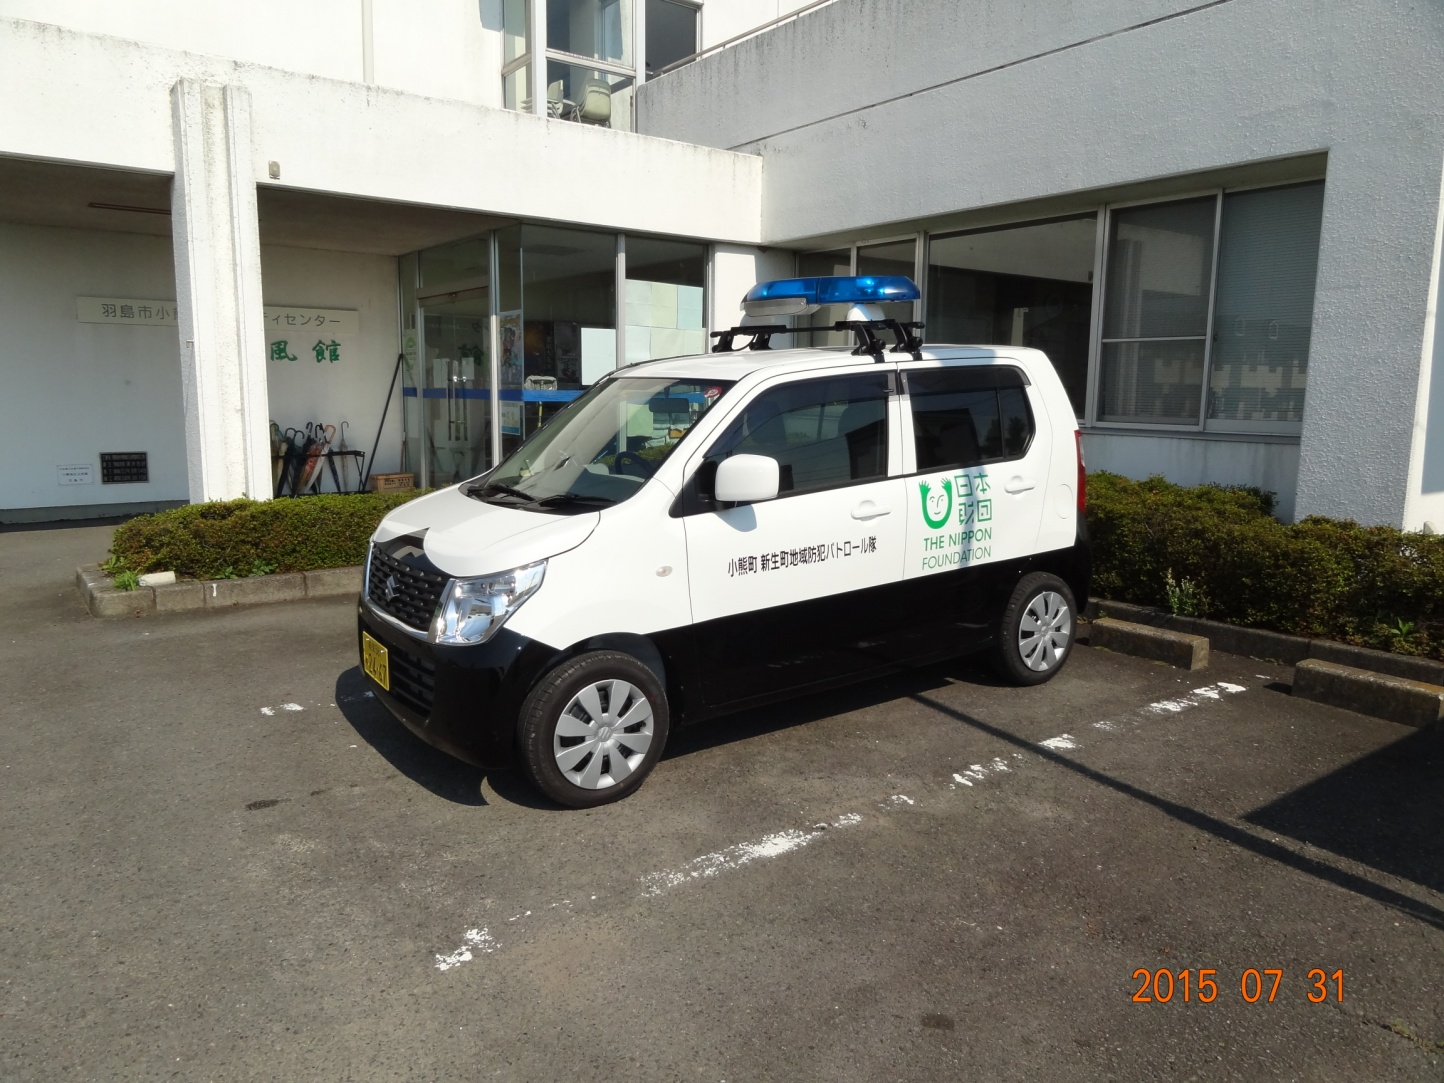 羽島市小
ィセンター
風館
小熊町 新生町地域防犯パトロール隊
日本
財団
THE NIPPON
FOUNDATION
2015 07 31